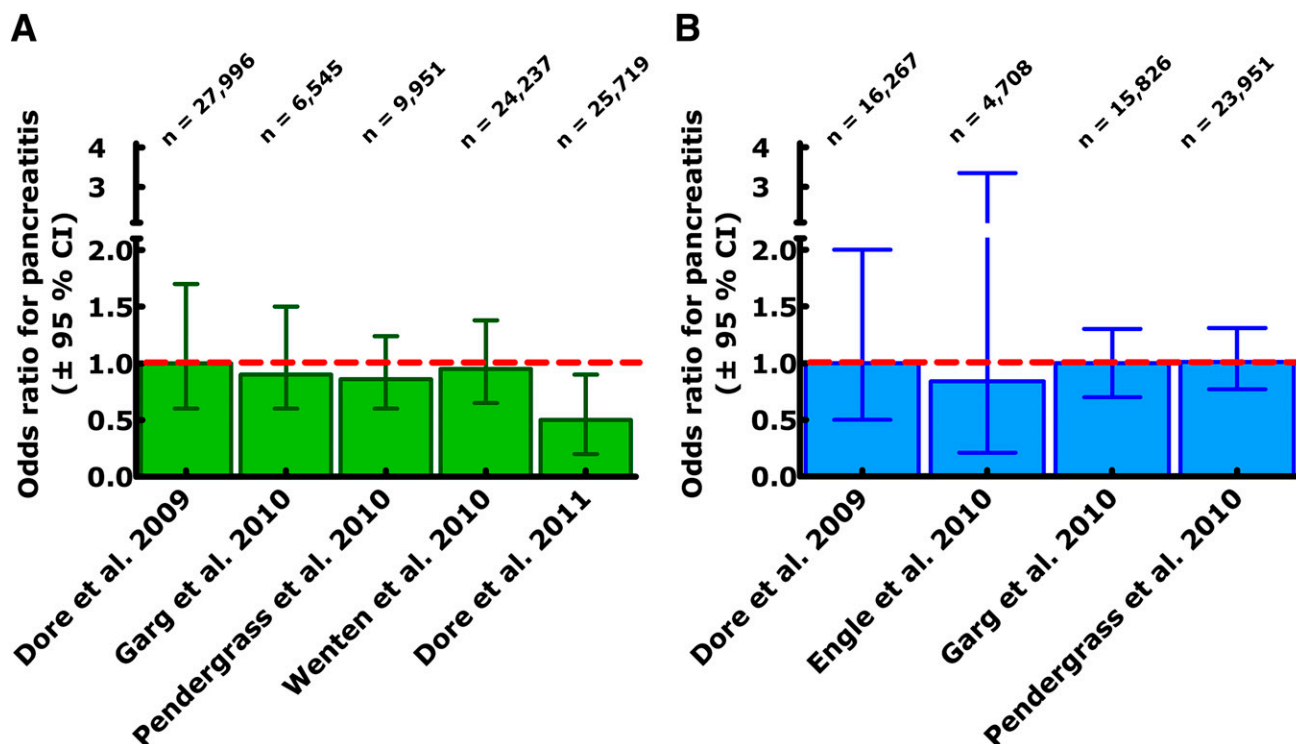 A
n = 27,996
n = 6,545
n = 9,951
n = 24,237
n = 25,719
Odds ratio for pancreatitis
(± 95 % CI)
4
3
2.0
1.5
1.0
0.5
0.0
Dore et al. 2009
Garg et al. 2010
Pendergrass et al. 2010
Wenten et al. 2010
Dore et al. 2011
B
n = 16,267
n = 4,708
n = 15,826
n = 23,951
Odds ratio for pancreatitis
(± 95 % CI)
4
3
2.0
1.5
1.0
0.5
0.0
Dore et al. 2009
Engle et al. 2010
Garg et al. 2010
Pendergrass et al. 2010